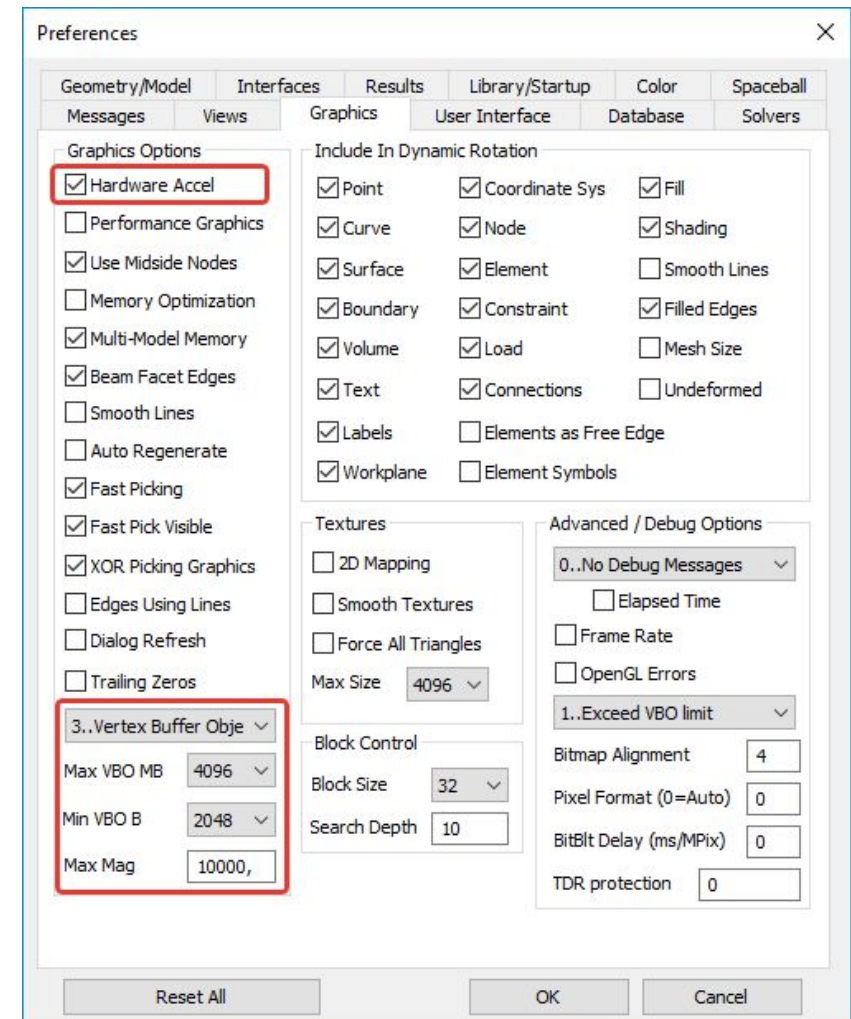 Preferences
Geometry/Model Interfaces Results Library/Startup Color Spaceball
Messages Views Graphics User Interface Database Solvers
Graphics Options
Hardware Accel
Performance Graphics
Use Midside Nodes
Memory Optimization
Multi-Model Memory
Beam Facet Edges
Smooth Lines
Auto Regenerate
Fast Picking
Fast Pick Visible
XOR Picking Graphics
Edges Using Lines
Dialog Refresh
Trailing Zeros
3..Vertex Buffer Obje
Max VBO MB 4096
Min VBO B 2048
Max Mag 10000,
Include In Dynamic Rotation
Point Coordinate Sys Fill
Curve Node Shading
Surface Element Smooth Lines
Boundary Constraint Filled Edges
Volume Load Mesh Size
Text Connections Undeformed
Labels Elements as Free Edge
Workplane Element Symbols
Textures
2D Mapping
Smooth Textures
Force All Triangles
Max Size 4096
Block Control
Block Size 32
Search Depth 10
Advanced / Debug Options
0..No Debug Messages
Elapsed Time
Frame Rate
OpenGL Errors
1..Exceed VBO limit
Bitmap Alignment 4
Pixel Format (0=Auto) 0
BitBlt Delay (ms/MPix) 0
TDR protection 0
Reset All OK Cancel